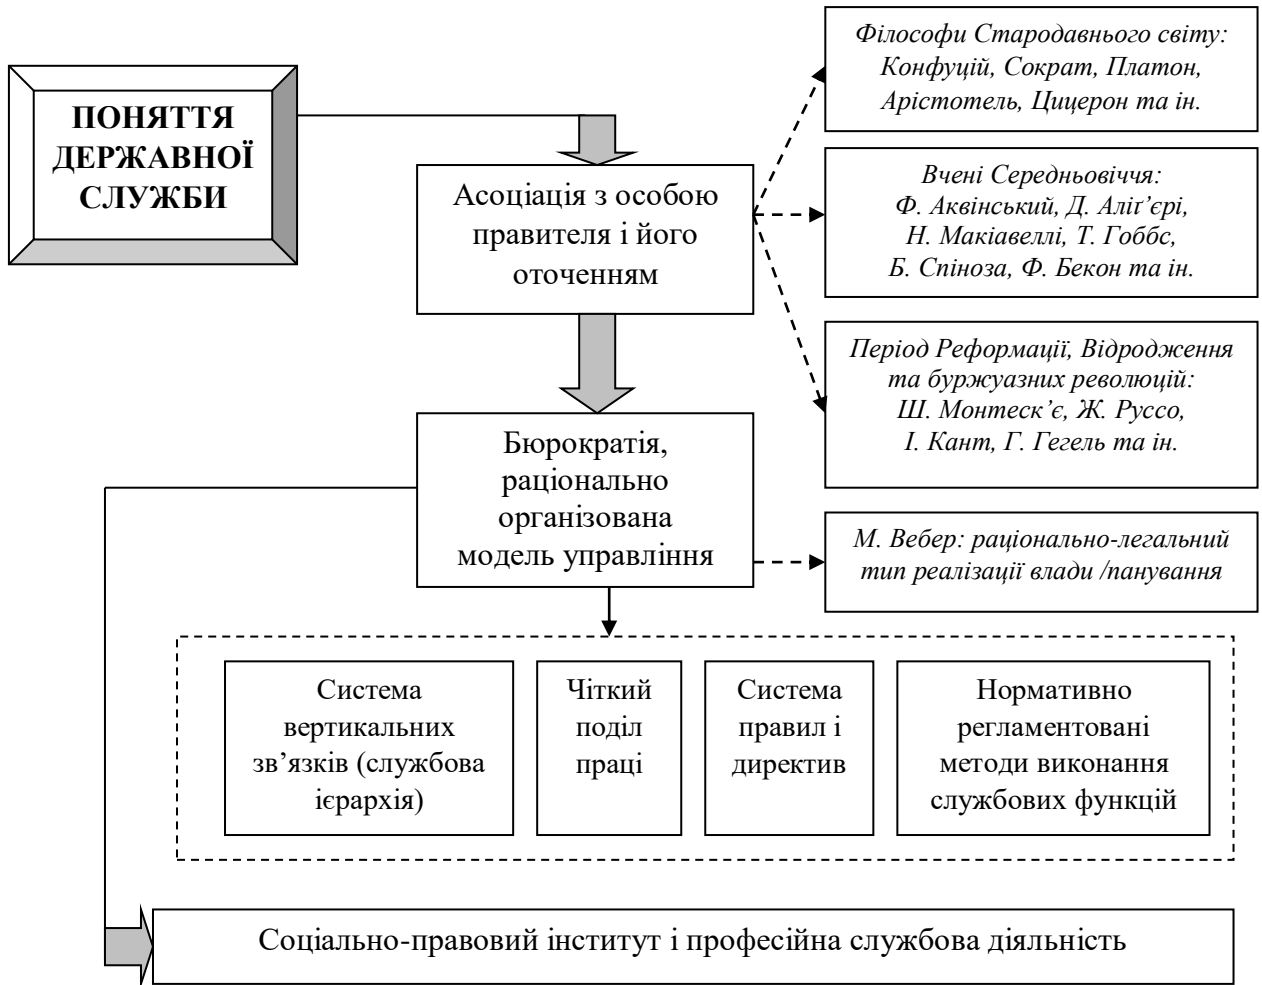 ПОНЯТТЯ
ДЕРЖАВНОЇ
СЛУЖБИ
Асоціація з особою
правителя і його
оточенням
Філософи Стародавнього світу:
Конфуцій, Сократ, Платон,
Арістотель, Цицерон та ін.
Вчені Середньовіччя:
Ф. Аквінський, Д. Аліґ’єрі,
Н. Макіавеллі, Т. Гоббс,
Б. Спіноза, Ф. Бекон та ін.
Період Реформації, Відродження
та буржуазних революцій:
Ш. Монтеск’є, Ж. Руссо,
І. Кант, Г. Гегель та ін.
Бюрократія,
раціонально
організована
модель управління
М. Вебер: раціонально-легальний
тип реалізації влади /панування
Система
вертикальних
зв’язків (службова
ієрархія)
Чіткий
поділ
праці
Система
правил і
директив
Нормативно
регламентовані
методи виконання
службових функцій
Соціально-правовий інститут і професійна службова діяльність